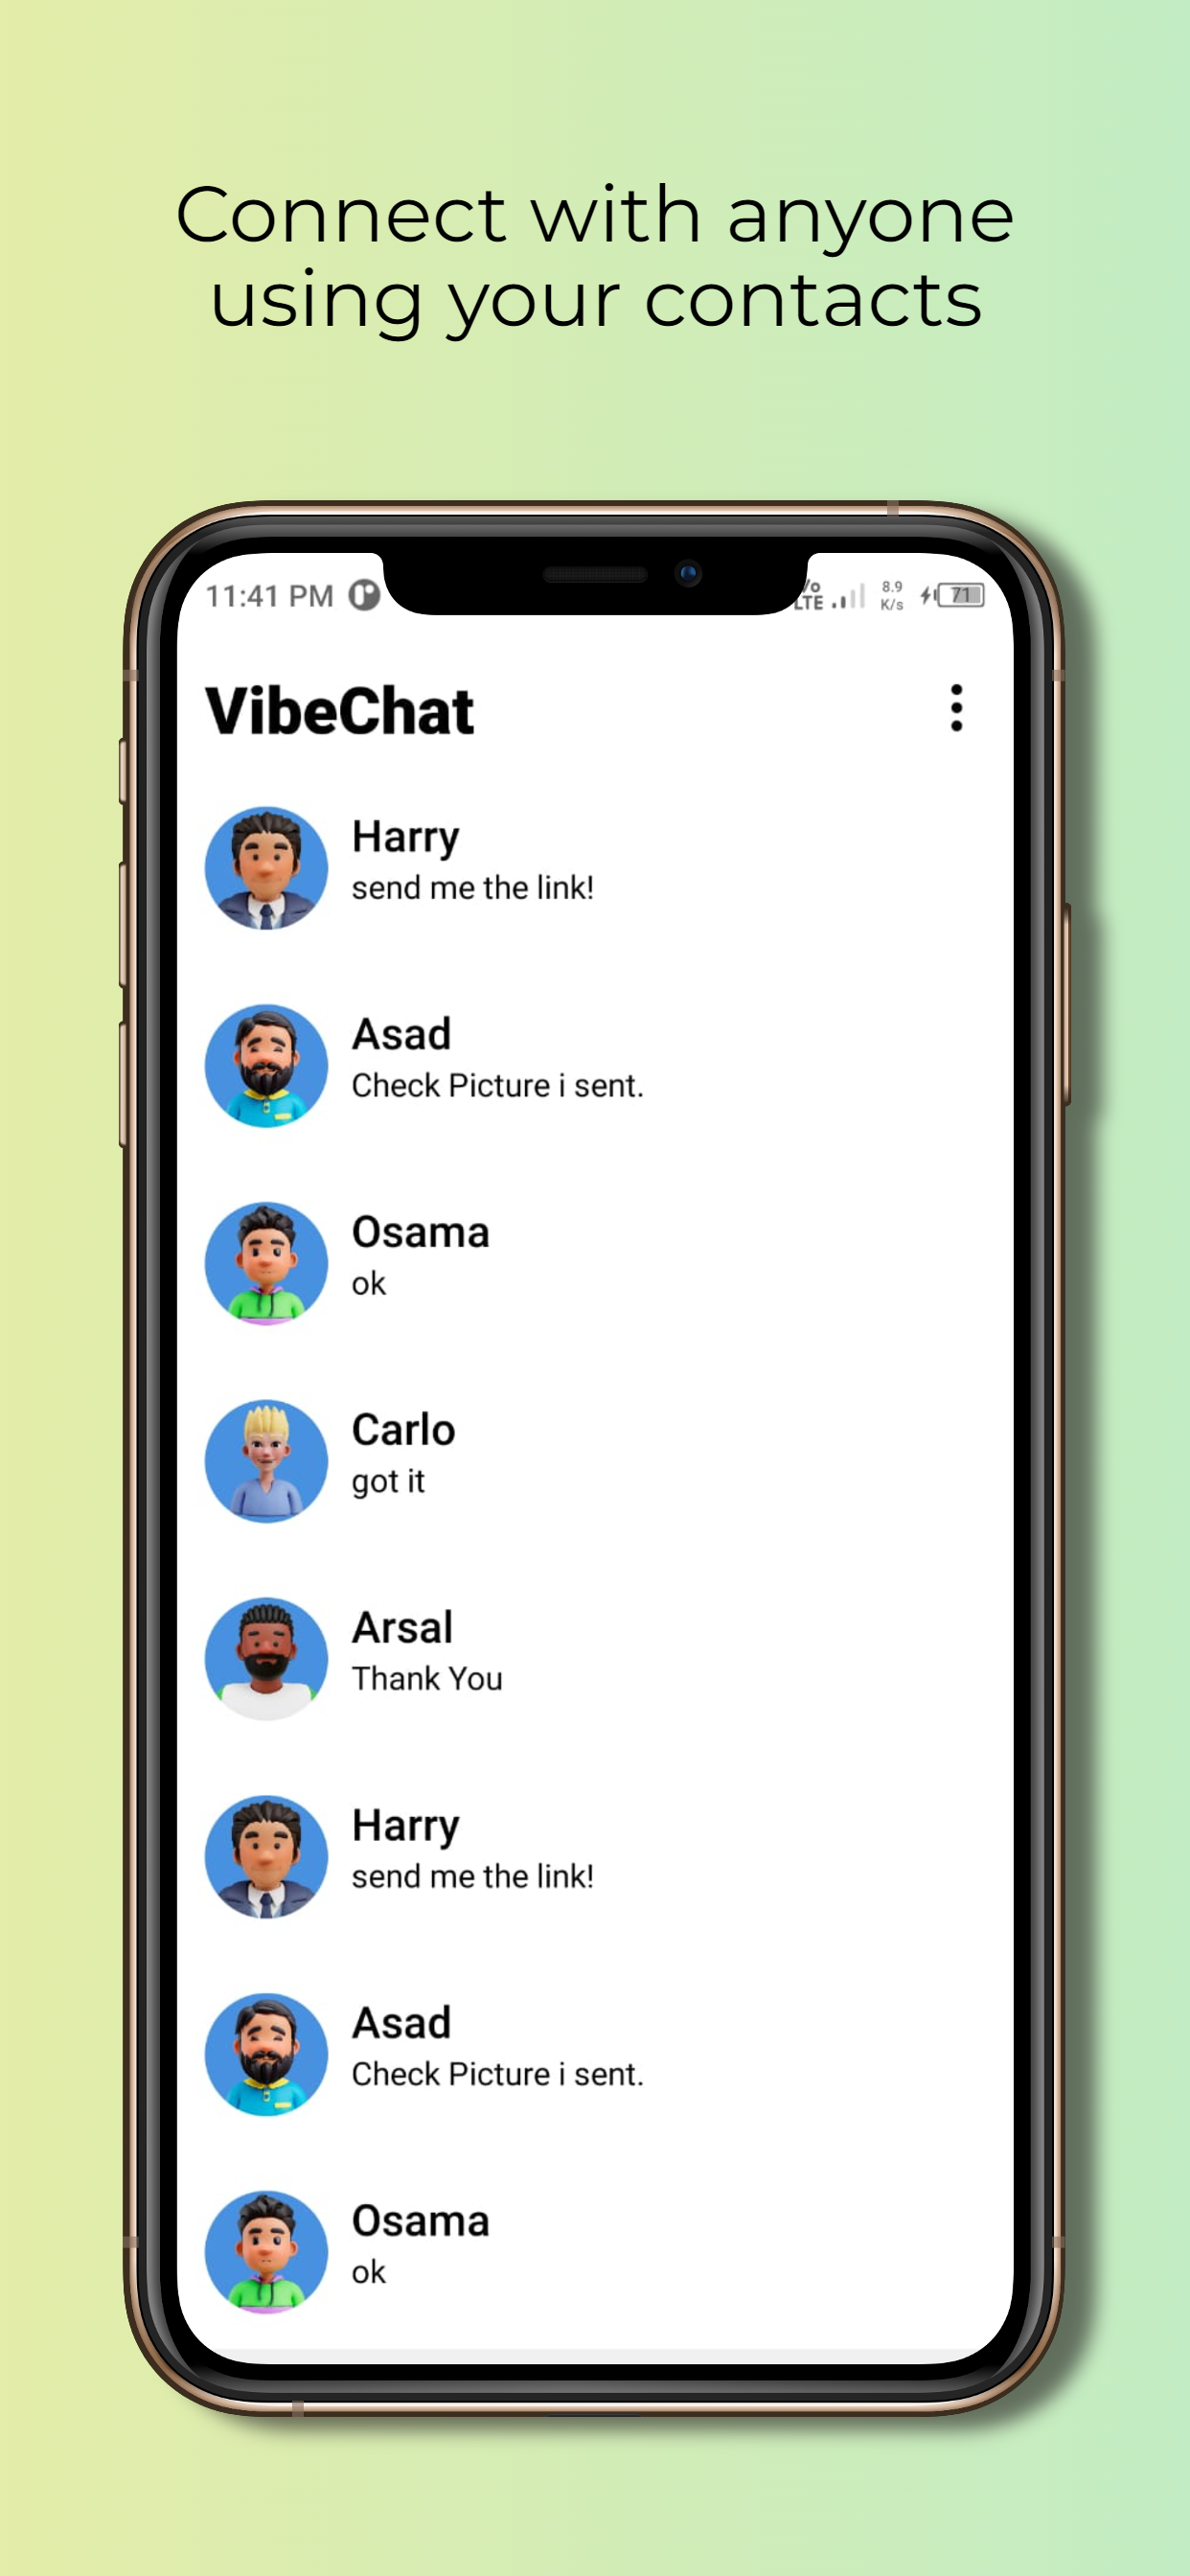 Connect with anyone
using your contacts
11:41 PM
LTE 8.9 K/s 71
VibeChat
Harry
send me the link!
Asad
Check Picture i sent.
Osama
ok
Carlo
got it
Arsal
Thank You
Harry
send me the link!
Asad
Check Picture i sent.
Osama
ok